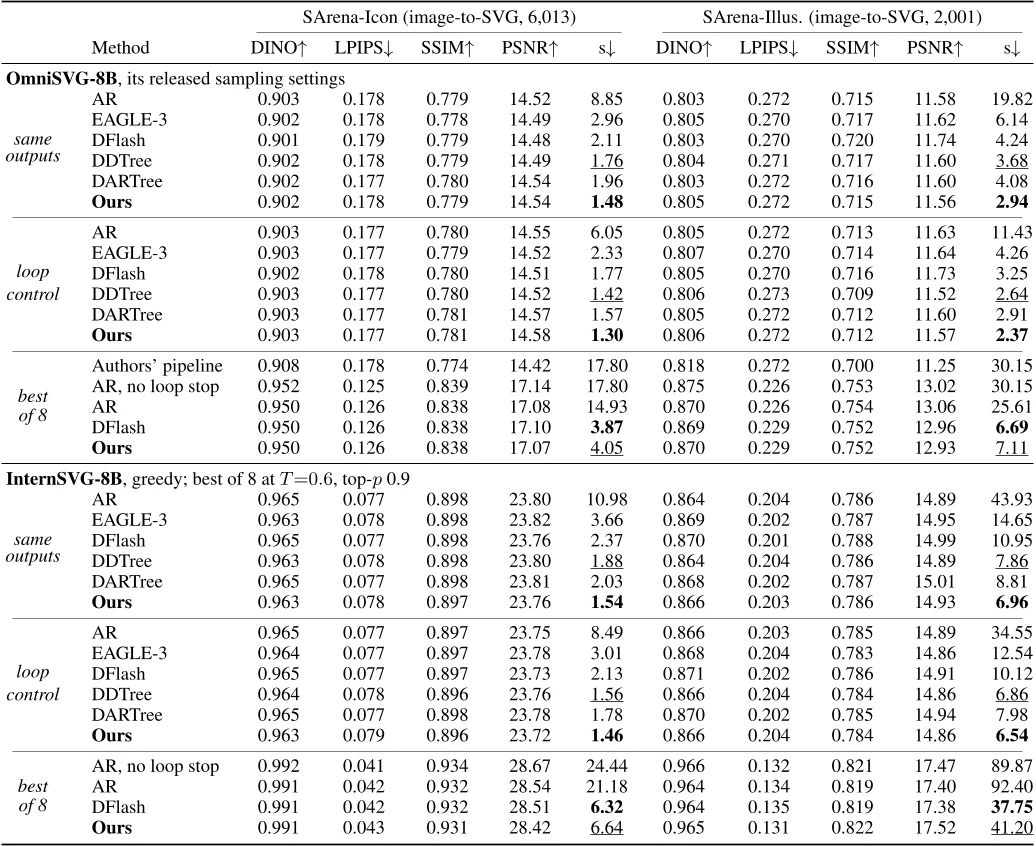 SArena-Icon (image-to-SVG, 6,013) SArena-Illus. (image-to-SVG, 2,001)
Method DINO↑ LPIPS↓ SSIM↑ PSNR↑ s↓ DINO↑ LPIPS↓ SSIM↑ PSNR↑ s↓
OmniSVG-8B, its released sampling settings
AR 0.903 0.178 0.779 14.52 8.85 0.803 0.272 0.715 11.58 19.82
EAGLE-3 0.902 0.178 0.778 14.49 2.96 0.805 0.270 0.717 11.62 6.14
same DFlash 0.901 0.179 0.779 14.48 2.11 0.803 0.270 0.720 11.74 4.24
outputs DDTree 0.902 0.178 0.779 14.49 1.76 0.804 0.271 0.717 11.60 3.68
DARTree 0.902 0.177 0.780 14.54 1.96 0.803 0.272 0.716 11.60 4.08
Ours 0.902 0.178 0.779 14.54 1.48 0.805 0.272 0.715 11.56 2.94
AR 0.903 0.177 0.780 14.55 6.05 0.805 0.272 0.713 11.63 11.43
EAGLE-3 0.903 0.177 0.779 14.52 2.33 0.807 0.270 0.714 11.64 4.26
loop DFlash 0.902 0.178 0.780 14.51 1.77 0.805 0.270 0.716 11.73 3.25
control DDTree 0.903 0.177 0.780 14.52 1.42 0.806 0.273 0.709 11.52 2.64
DARTree 0.903 0.177 0.781 14.57 1.57 0.803 0.272 0.712 11.60 2.91
Ours 0.903 0.177 0.781 14.58 1.30 0.806 0.272 0.712 11.57 2.37
Authors' pipeline 0.908 0.178 0.774 14.42 17.80 0.818 0.272 0.700 11.25 30.15
AR, no loop stop 0.952 0.125 0.839 17.14 17.80 0.875 0.226 0.753 13.02 30.15
best AR 0.950 0.126 0.838 17.08 14.93 0.870 0.226 0.754 13.06 25.61
of 8 DFlash 0.950 0.126 0.838 17.10 3.87 0.869 0.229 0.752 12.96 6.69
Ours 0.950 0.126 0.838 17.07 4.05 0.870 0.229 0.752 12.93 7.11
InternSVG-8B, greedy; best of 8 at T=0.6, top-p 0.9
AR 0.965 0.077 0.898 23.80 10.98 0.864 0.204 0.786 14.89 43.93
EAGLE-3 0.963 0.078 0.898 23.82 3.66 0.869 0.202 0.787 14.95 14.65
same DFlash 0.965 0.077 0.898 23.76 2.37 0.870 0.201 0.788 14.99 10.95
outputs DDTree 0.963 0.078 0.898 23.80 1.88 0.864 0.204 0.786 14.89 7.86
DARTree 0.965 0.077 0.898 23.81 2.03 0.868 0.202 0.787 15.01 8.81
Ours 0.963 0.078 0.897 23.76 1.54 0.866 0.203 0.786 14.93 6.96
AR 0.965 0.077 0.897 23.75 8.49 0.866 0.203 0.785 14.89 34.55
EAGLE-3 0.964 0.077 0.897 23.78 3.01 0.868 0.204 0.783 14.86 12.54
loop DFlash 0.965 0.077 0.897 23.73 2.13 0.871 0.202 0.786 14.91 10.12
control DDTree 0.964 0.078 0.896 23.76 1.56 0.866 0.204 0.784 14.86 6.86
DARTree 0.965 0.077 0.898 23.78 1.78 0.870 0.202 0.785 14.94 7.98
Ours 0.963 0.079 0.896 23.72 1.46 0.866 0.204 0.784 14.86 6.54
AR, no loop stop 0.992 0.041 0.934 28.67 24.44 0.966 0.132 0.821 17.47 89.87
best AR 0.991 0.042 0.932 28.54 21.18 0.964 0.134 0.819 17.40 92.40
of 8 DFlash 0.991 0.042 0.932 28.51 6.32 0.964 0.135 0.819 17.38 37.75
Ours 0.991 0.043 0.931 28.42 6.64 0.965 0.131 0.822 17.52 41.20